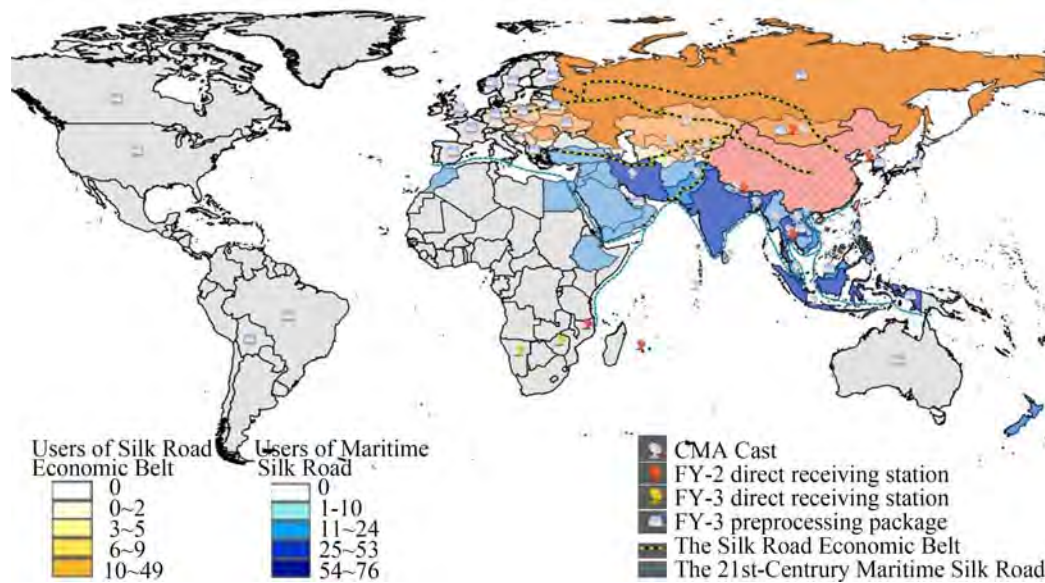 Users of Silk Road
Economic Belt
0
0~2
3~5
6~9
10~49
Users of Maritime
Silk Road
0
1-10
11~24
25~53
54~76
CMA Cast
FY-2 direct receiving station
FY-3 direct receiving station
FY-3 preprocessing package
The Silk Road Economic Belt
The 21st-Centrury Maritime Silk Road